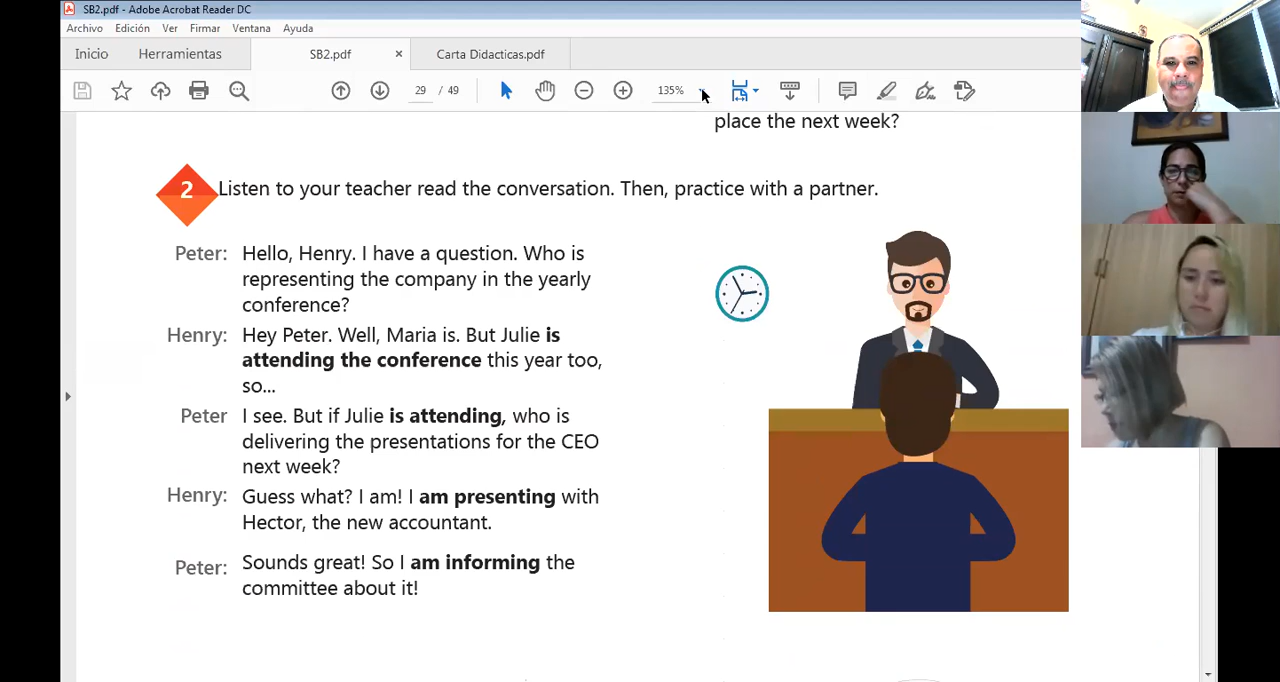 SB2.pdf - Adobe Acrobat Reader DC
Archivo Edición Ver Firmar Ventana Ayuda
Inicio Herramientas SB2.pdf × Carta Didacticas.pdf
29 / 49 135%
place the next week?
2 Listen to your teacher read the conversation. Then, practice with a partner.
Peter: Hello, Henry. I have a question. Who is
representing the company in the yearly
conference?
Henry: Hey Peter. Well, Maria is. But Julie is
attending the conference this year too,
so...
Peter I see. But if Julie is attending, who is
delivering the presentations for the CEO
next week?
Henry: Guess what? I am! I am presenting with
Hector, the new accountant.
Peter: Sounds great! So I am informing the
committee about it!